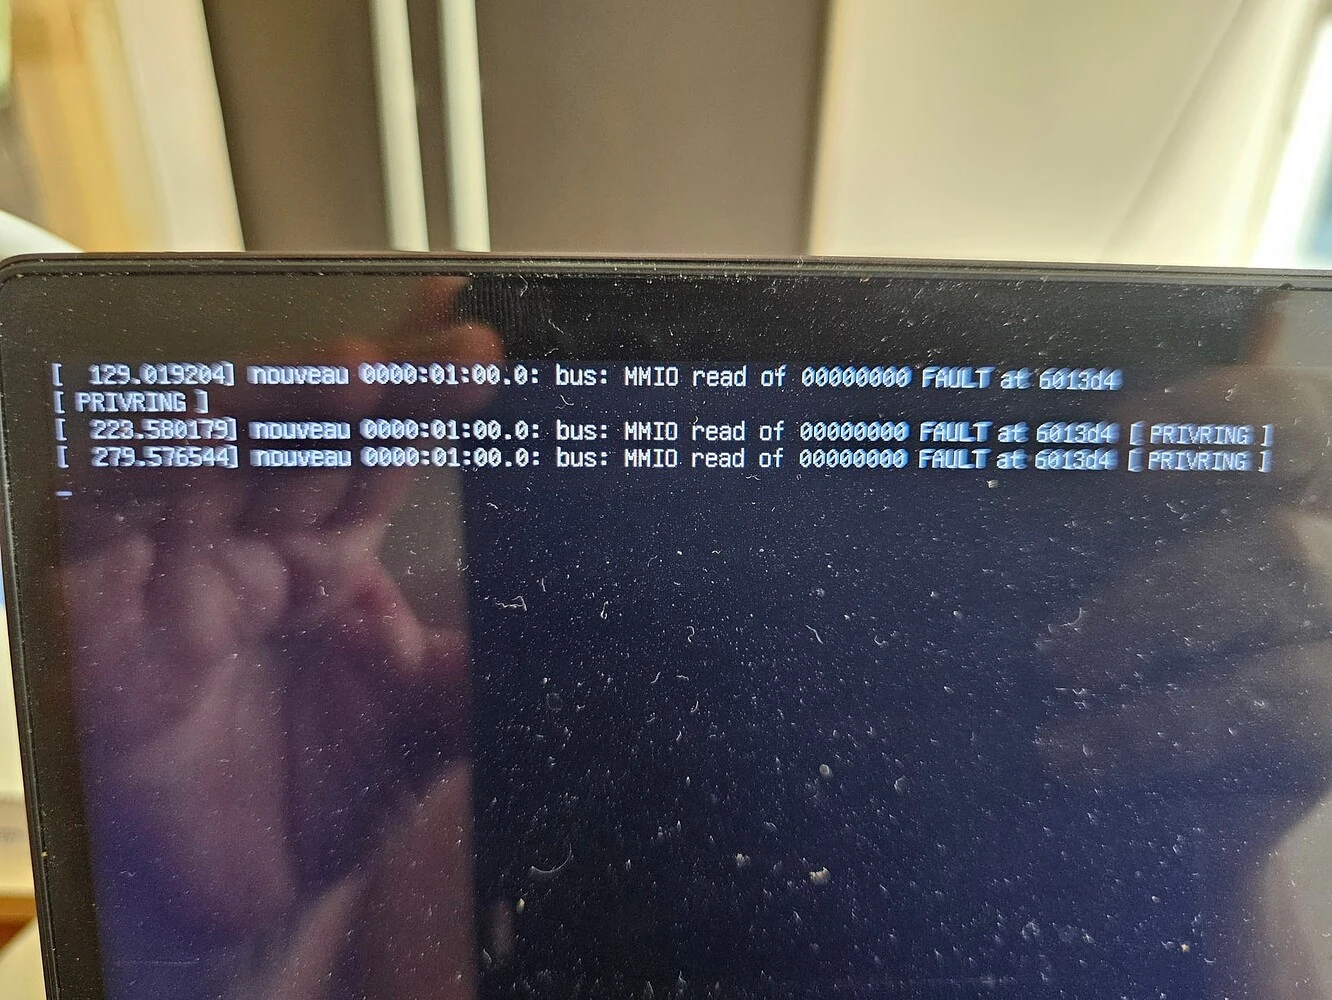 [  129.019204] nouveau 0000:01:00.0: bus: MMIO read of 00000000 FAULT at 6013d4
[ PRIVRING ]
[  223.580179] nouveau 0000:01:00.0: bus: MMIO read of 00000000 FAULT at 6013d4 [ PRIVRING ]
[  279.576544] nouveau 0000:01:00.0: bus: MMIO read of 00000000 FAULT at 6013d4 [ PRIVRING ]